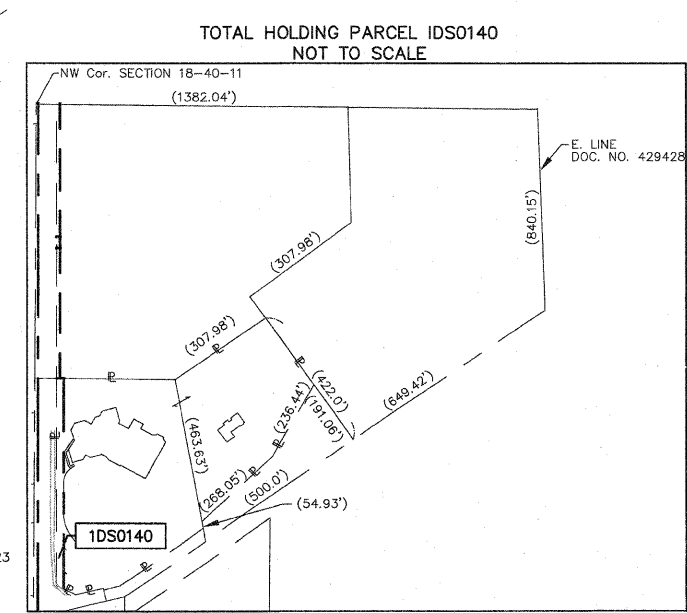 TOTAL HOLDING PARCEL IDS0140
NOT TO SCALE
NW Cor. SECTION 18-40-11
(1382.04')
E. LINE
DOC. NO. 429428
(840.15')
(307.98')
(307.98')
(422.0')
(649.42')
(236.44')
(191.06')
(463.63')
(268.05')
(500.0')
(54.93')
1DS0140
23